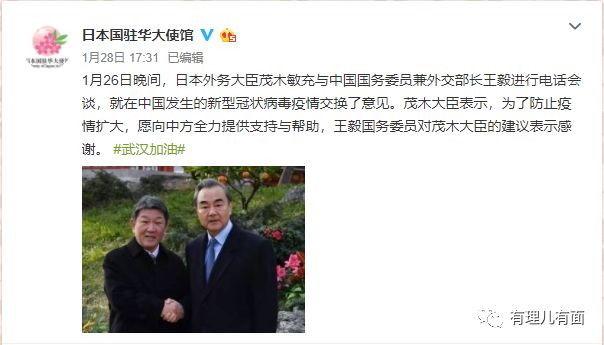 日本国驻华大使馆
1月28日 17:31 已编辑
1月26日晚间，日本外务大臣茂木敏充与中国国务委员兼外交部长王毅进行电话会
谈，就在中国发生的新型冠状病毒疫情交换了意见。茂木大臣表示，为了防止疫
情扩大，愿向中方全力提供支持与帮助，王毅国务委员对茂木大臣的建议表示感
谢。 #武汉加油#
有理儿有面